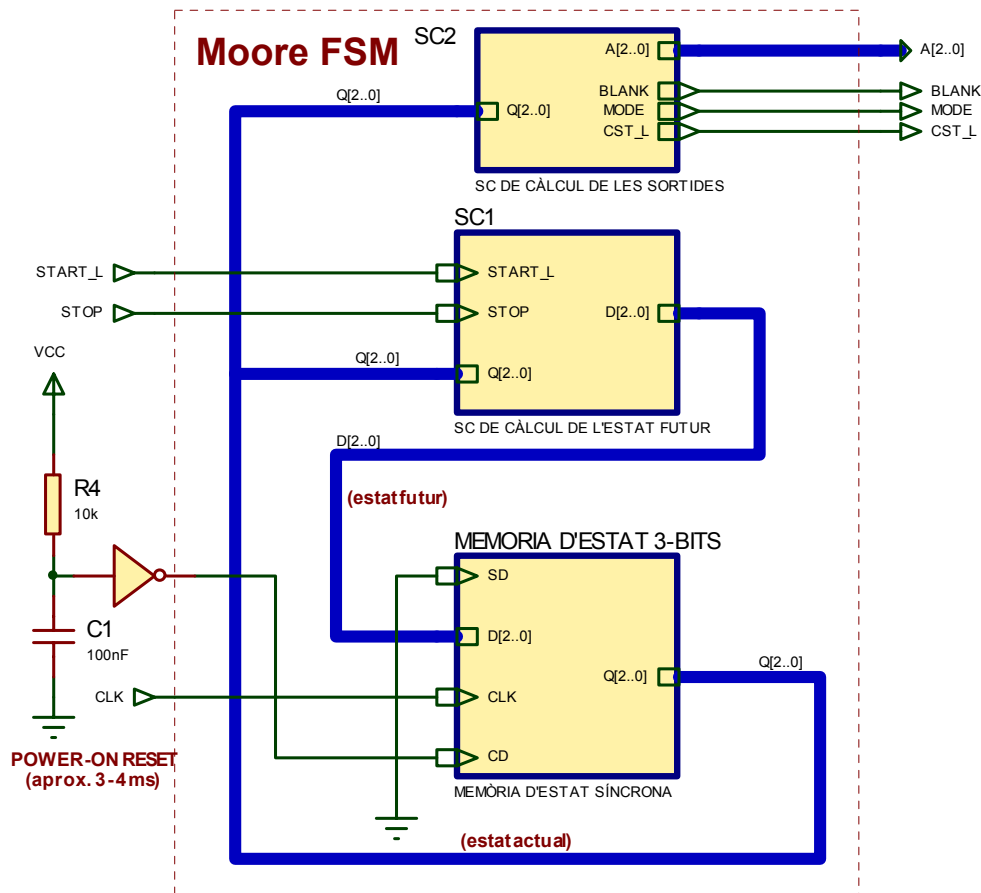 Moore FSM
SC2
A[2..0]
A[2..0]
BLANK
BLANK
MODE
MODE
CST_L
CST_L
Q[2..0]
Q[2..0]
SC DE CÀLCUL DE LES SORTIDES
SC1
START_L
START_L
STOP
STOP
D[2..0]
Q[2..0]
Q[2..0]
SC DE CÀLCUL DE L'ESTAT FUTUR
VCC
D[2..0]
(estat futur)
R4
10k
MEMORIA D'ESTAT 3-BITS
SD
D[2..0]
C1
100nF
Q[2..0]
Q[2..0]
CLK
CLK
CD
POWER-ON RESET
(aprox. 3-4 ms)
MEMÒRIA D'ESTAT SÍNCRONA
(estat actual)